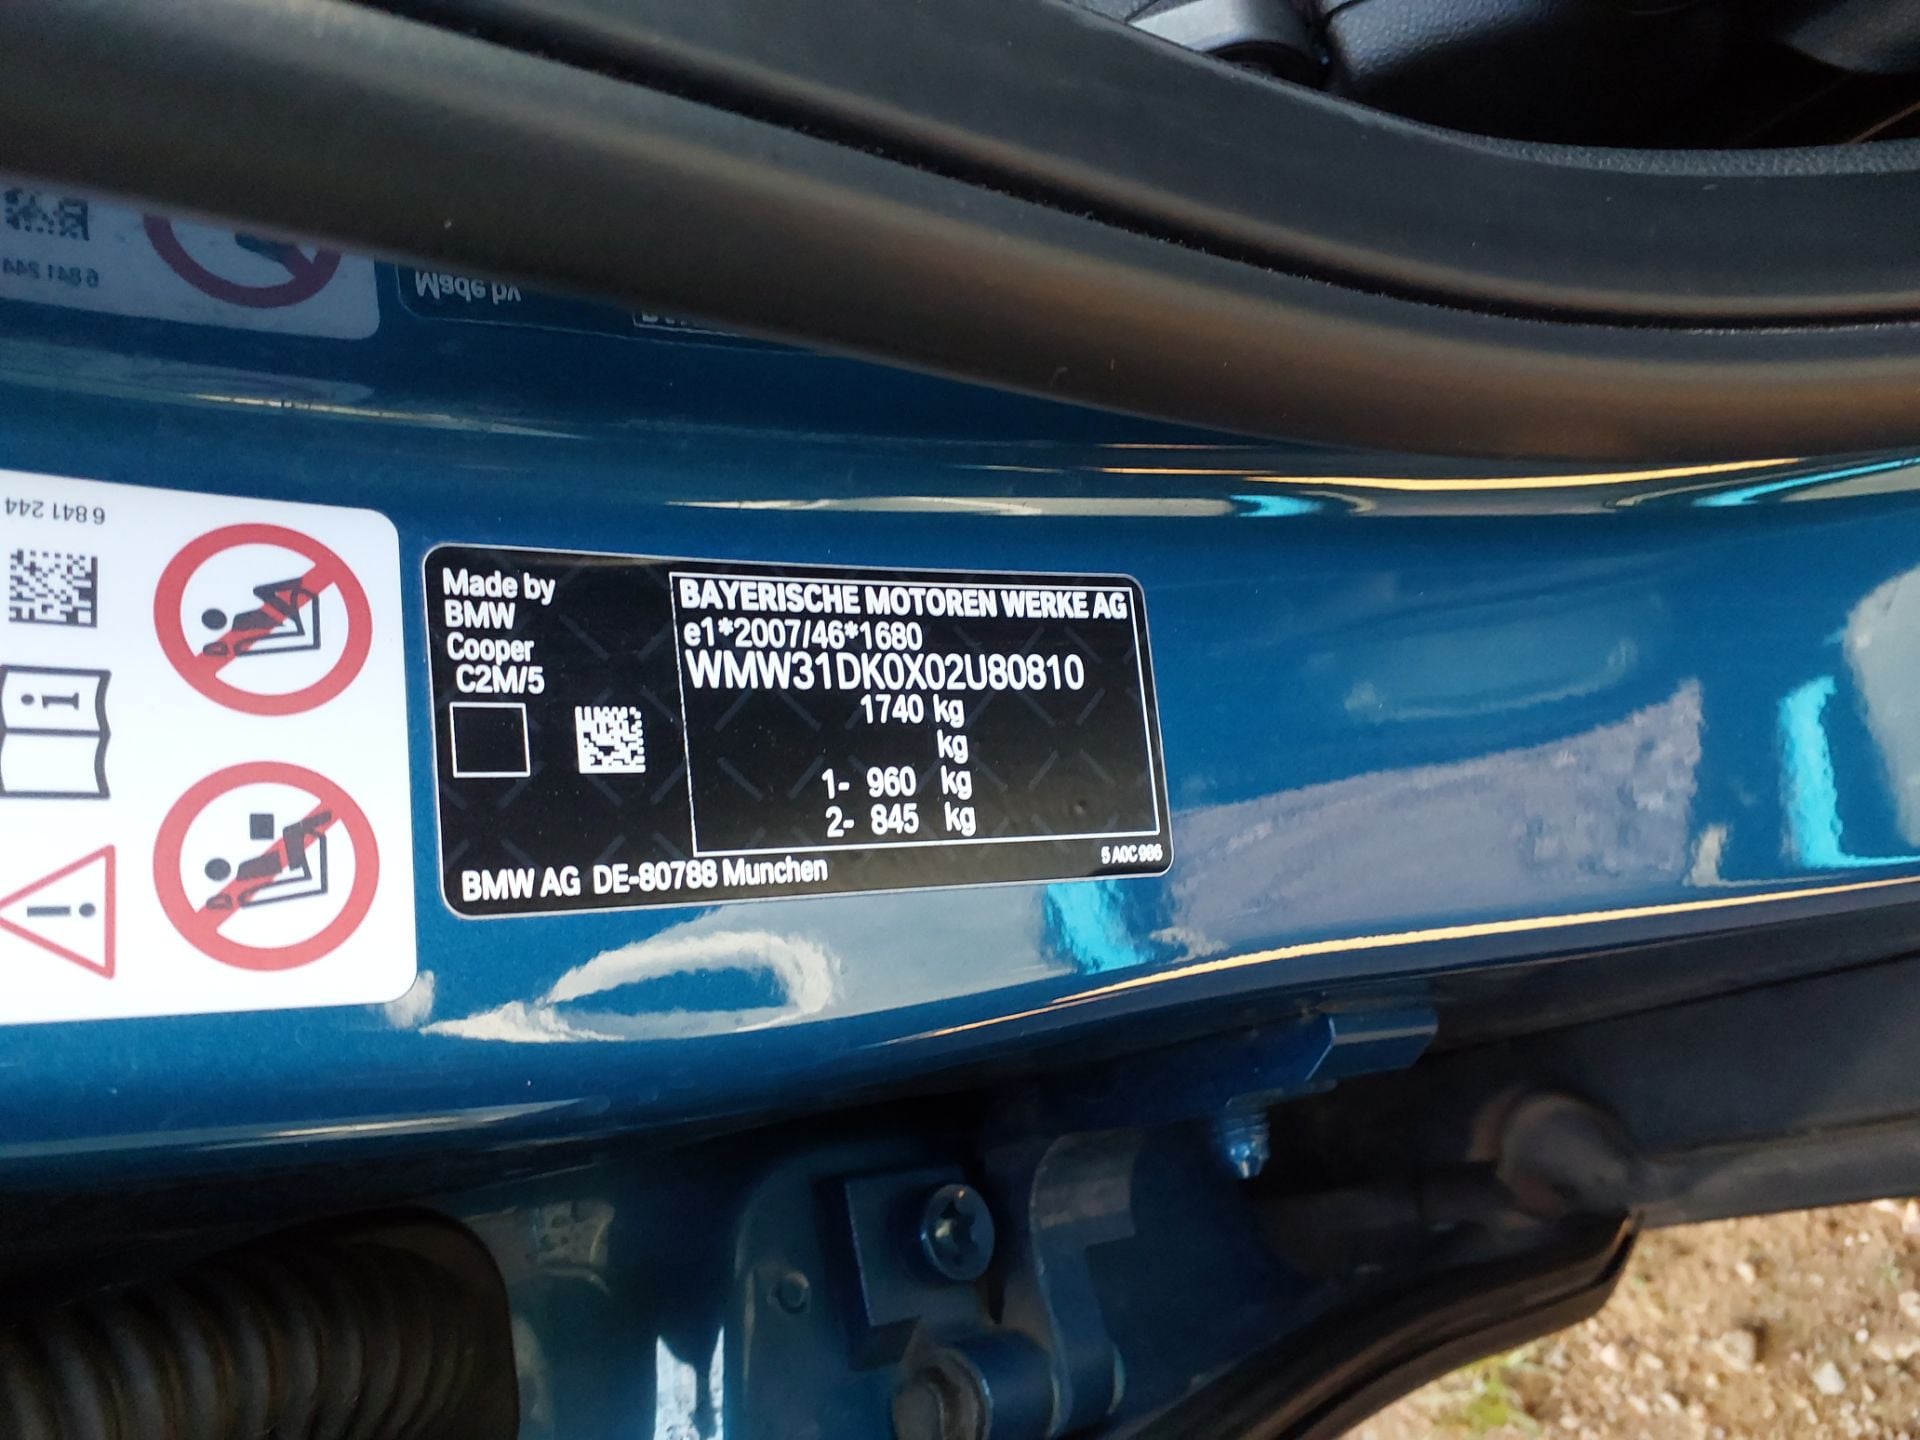 Made by
6 841 244
6 841 244
Made by
BMW
Cooper
C2M/5
BAYERISCHE MOTOREN WERKE AG
e1*2007/46*1680
WMW31DK0X02U80810
1740 kg
kg
1- 960 kg
2- 845 kg
BMW AG DE-80788 Munchen
5 A0C 986